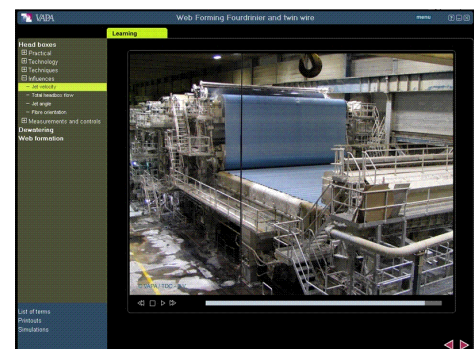 VAPA
Web Forming Fourdrinier and twin wire
menu
Learning
Head boxes
Practical
Technology
Techniques
Influences
Jet velocity
Total headbox flow
Jet angle
Fibre orientation
Measurements and controls
Dewatering
Web formation
List of terms
Printouts
Simulations